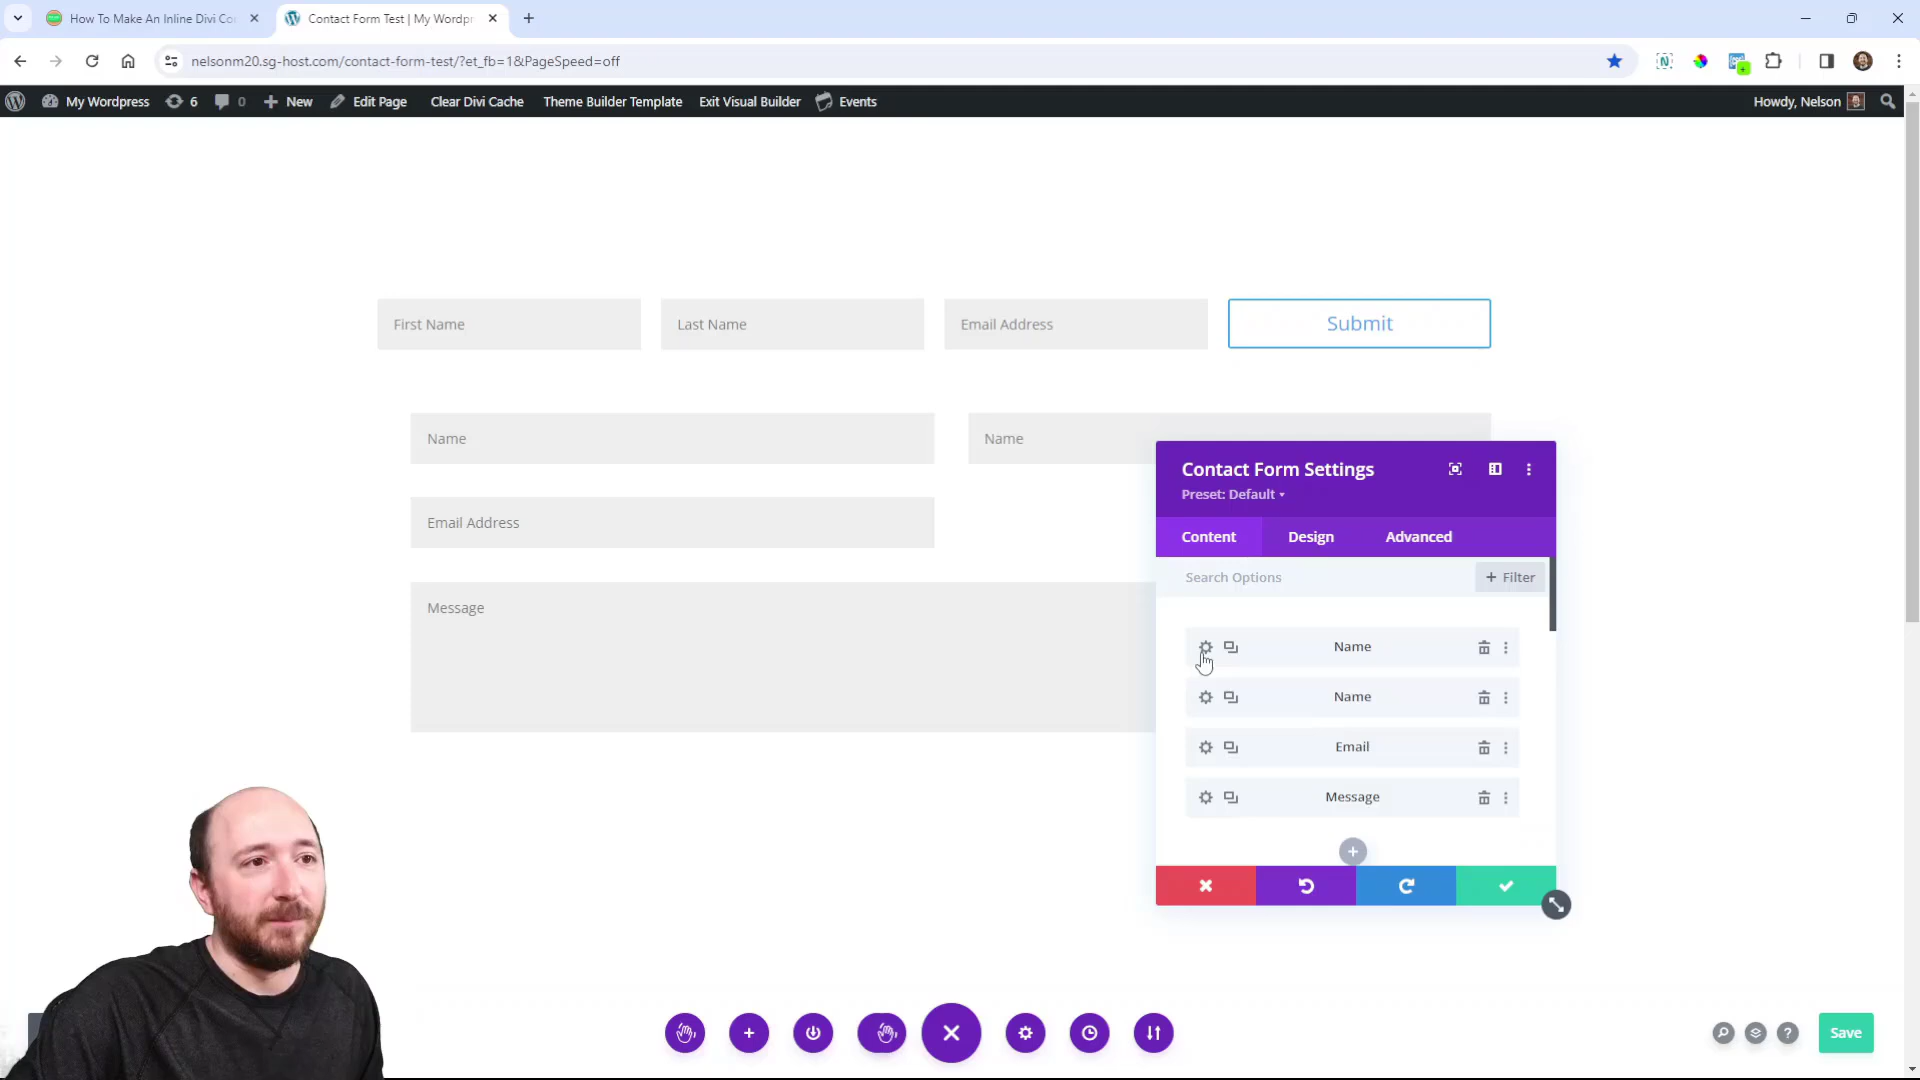 How To Make An Inline Divi Co
Contact Form Test | My Wordpr
nelsonm20.sg-host.com/contact-form-test/?et_fb=1&PageSpeed=off
My Wordpress 6 0 New Edit Page Clear Divi Cache Theme Builder Template Exit Visual Builder Events Howdy, Nelson
First Name Last Name Email Address Submit
Name Name
Email Address
Message
Contact Form Settings
Preset: Default
Content Design Advanced
Search Options + Filter
Name
Name
Email
Message
Save